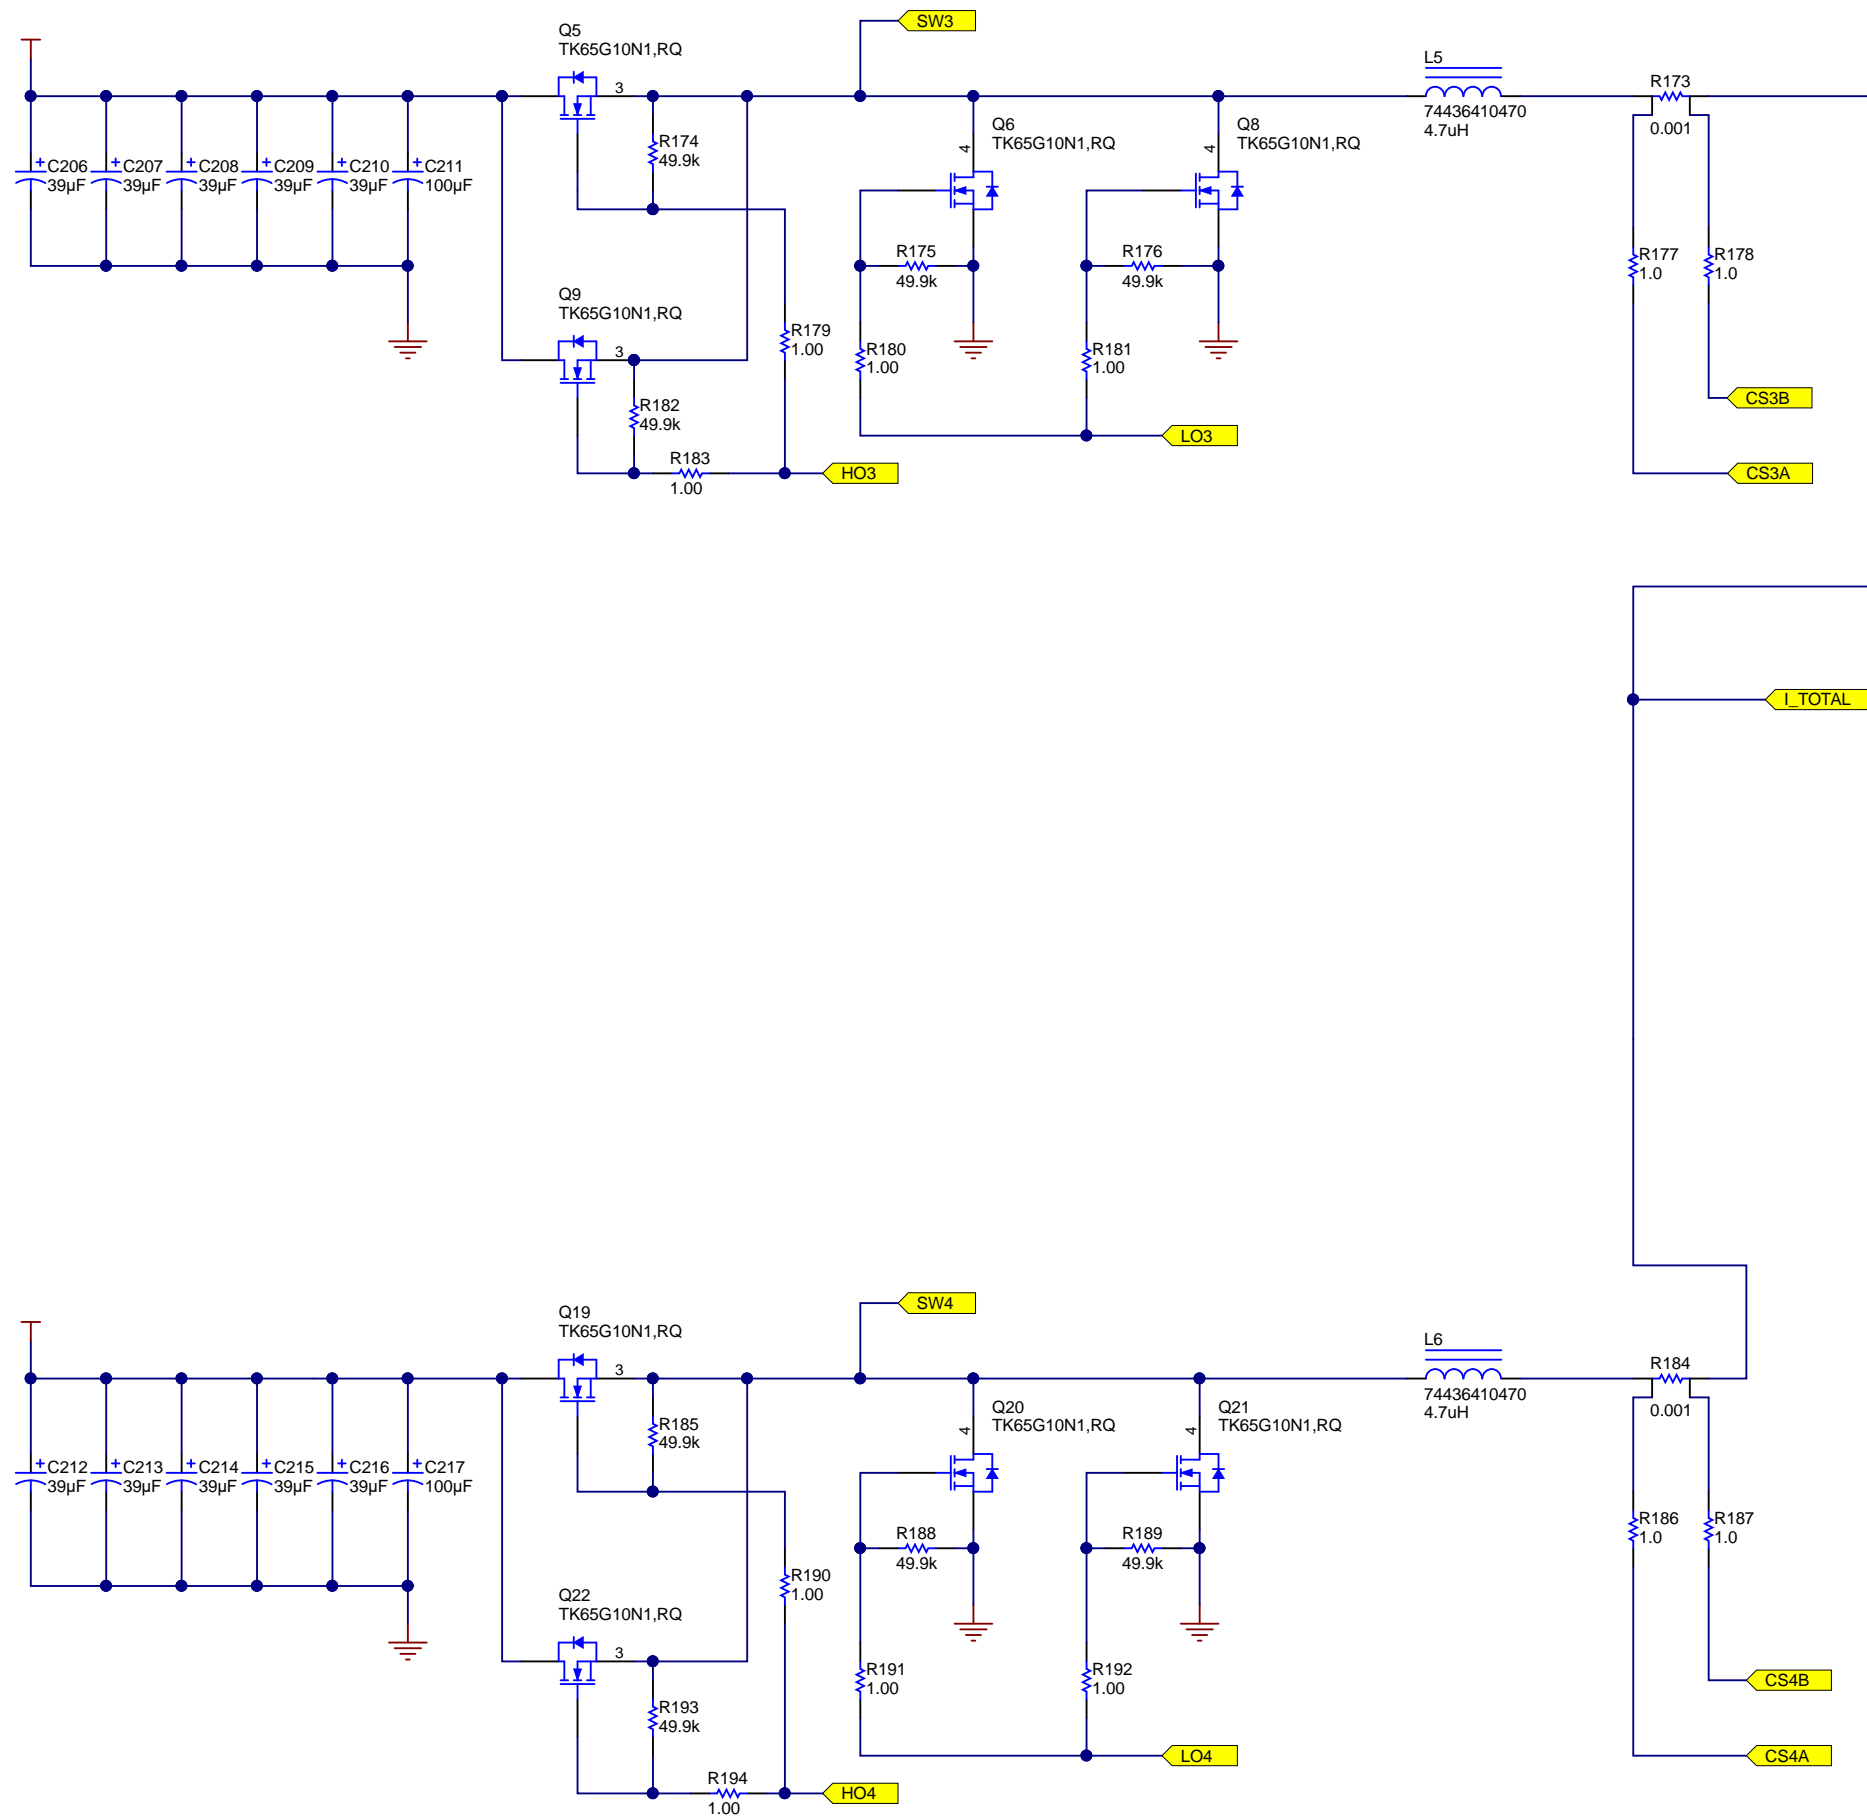 SW3
Q5
TK65G10N1,RQ
3
L5
74436410470
4.7uH
R173
0.001
C206
39µF
C207
39µF
C208
39µF
C209
39µF
C210
39µF
C211
100µF
R174
49.9k
Q6
TK65G10N1,RQ
4
Q8
TK65G10N1,RQ
4
R175
49.9k
R176
49.9k
R177
1.0
R178
1.0
Q9
TK65G10N1,RQ
3
R179
1.00
R180
1.00
R181
1.00
R182
49.9k
CS3B
LO3
R183
1.00
HO3
CS3A
I_TOTAL
SW4
Q19
TK65G10N1,RQ
3
L6
74436410470
4.7uH
R184
0.001
C212
39µF
C213
39µF
C214
39µF
C215
39µF
C216
39µF
C217
100µF
R185
49.9k
Q20
TK65G10N1,RQ
4
Q21
TK65G10N1,RQ
4
R188
49.9k
R189
49.9k
R186
1.0
R187
1.0
Q22
TK65G10N1,RQ
3
R190
1.00
R191
1.00
R192
1.00
R193
49.9k
CS4B
LO4
CS4A
R194
1.00
HO4